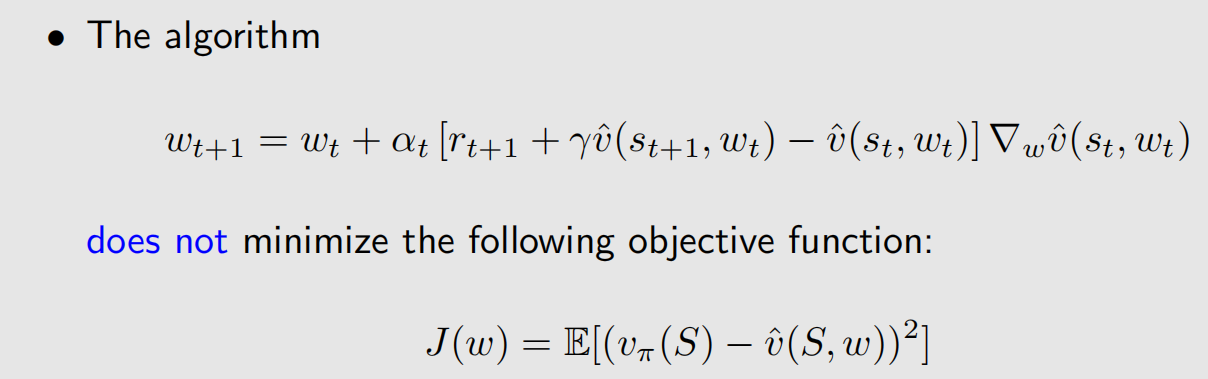 • The algorithm
w_{t+1} = w_t + α_t [r_{t+1} + γv̂(s_{t+1}, w_t) − v̂(s_t, w_t)] ∇_w v̂(s_t, w_t)
does not minimize the following objective function:
J(w) = 𝔼[(v_π(S) − v̂(S, w))²]